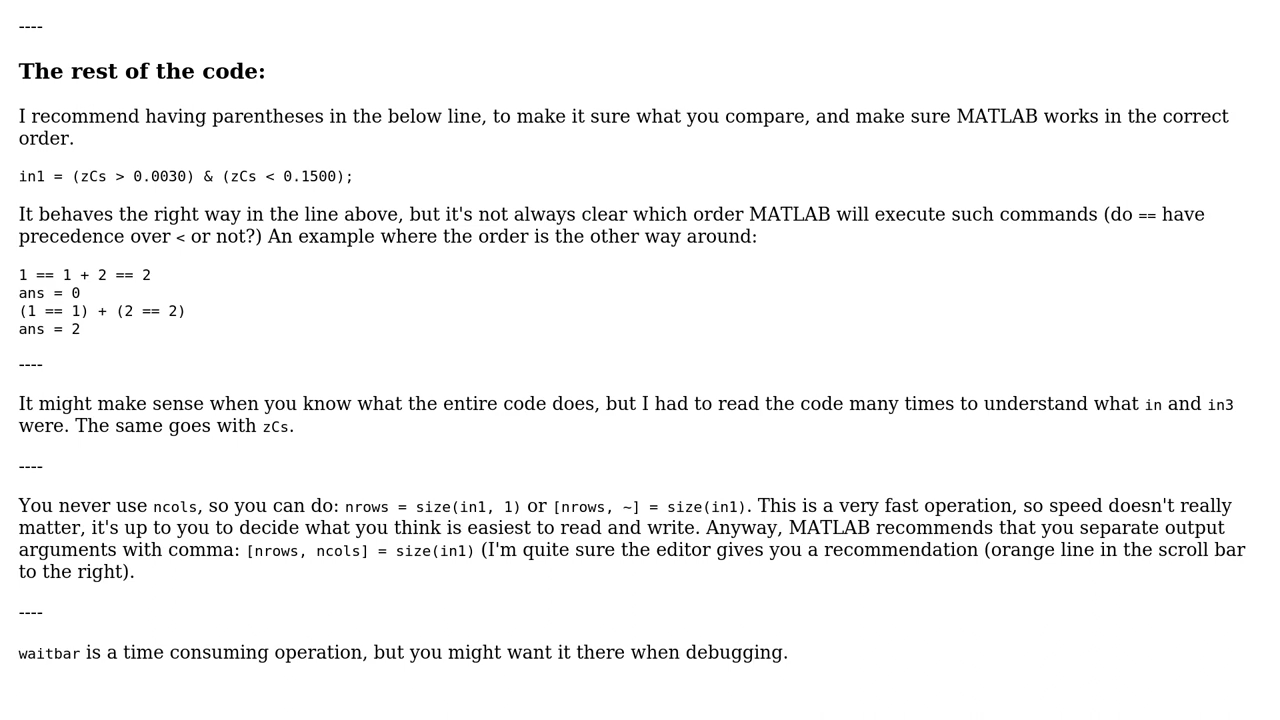 ----
The rest of the code:
I recommend having parentheses in the below line, to make it sure what you compare, and make sure MATLAB works in the correct
order.
in1 = (zCs > 0.0030) & (zCs < 0.1500);
It behaves the right way in the line above, but it's not always clear which order MATLAB will execute such commands (do == have
precedence over < or not?) An example where the order is the other way around:
1 == 1 + 2 == 2
ans = 0
(1 == 1) + (2 == 2)
ans = 2
----
It might make sense when you know what the entire code does, but I had to read the code many times to understand what in and in3
were. The same goes with zCs.
----
You never use ncols, so you can do: nrows = size(in1, 1) or [nrows, ~] = size(in1). This is a very fast operation, so speed doesn't really
matter, it's up to you to decide what you think is easiest to read and write. Anyway, MATLAB recommends that you separate output
arguments with comma: [nrows, ncols] = size(in1) (I'm quite sure the editor gives you a recommendation (orange line in the scroll bar
to the right).
----
waitbar is a time consuming operation, but you might want it there when debugging.